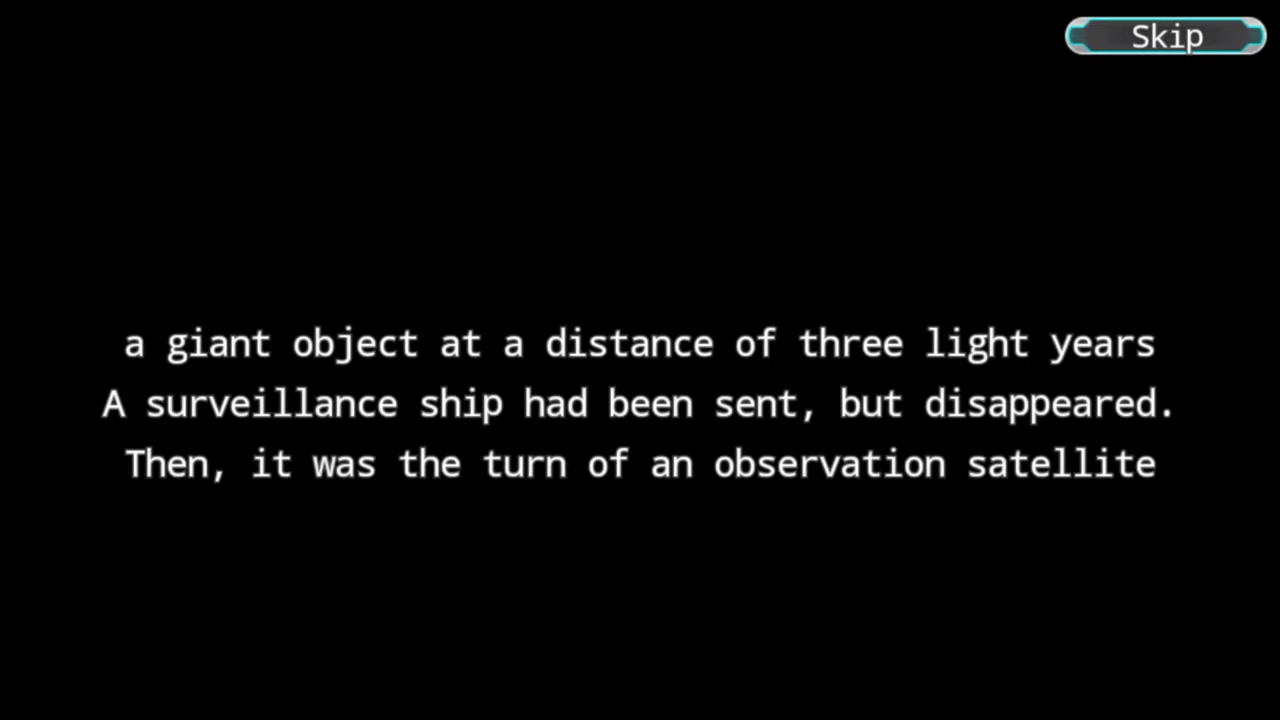 Skip
a giant object at a distance of three light years
A surveillance ship had been sent, but disappeared.
Then, it was the turn of an observation satellite